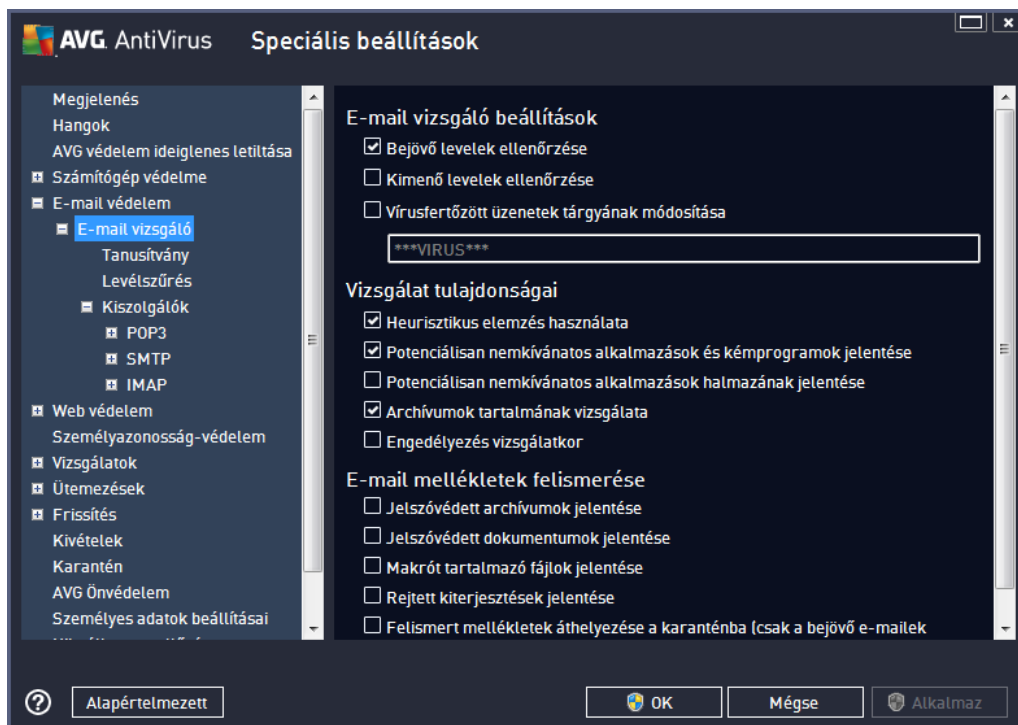 AVG. AntiVirus Speciális beállítások
Megjelenés
Hangok
AVG védelem ideiglenes letiltása
Számítógép védelme
E-mail védelem
E-mail vizsgáló
Tanusítvány
Levélszűrés
Kiszolgálók
POP3
SMTP
IMAP
Web védelem
Személyazonosság-védelem
Vizsgálatok
Ütemezések
Frissítés
Kivételek
Karantén
AVG Önvédelem
Személyes adatok beállításai
E-mail vizsgáló beállítások
Bejövő levelek ellenőrzése
Kimenő levelek ellenőrzése
Vírusfertőzött üzenetek tárgyának módosítása
***VIRUS***
Vizsgálat tulajdonságai
Heurisztikus elemzés használata
Potenciálisan nemkívánatos alkalmazások és kémprogramok jelentése
Potenciálisan nemkívánatos alkalmazások halmazának jelentése
Archívumok tartalmának vizsgálata
Engedélyezés vizsgálatkor
E-mail mellékletek felismerése
Jelszóvédett archívumok jelentése
Jelszóvédett dokumentumok jelentése
Makrót tartalmazó fájlok jelentése
Rejtett kiterjesztések jelentése
Felismert mellékletek áthelyezése a karanténba (csak a bejövő e-mailek
Alapértelmezett
OK
Mégse
Alkalmaz